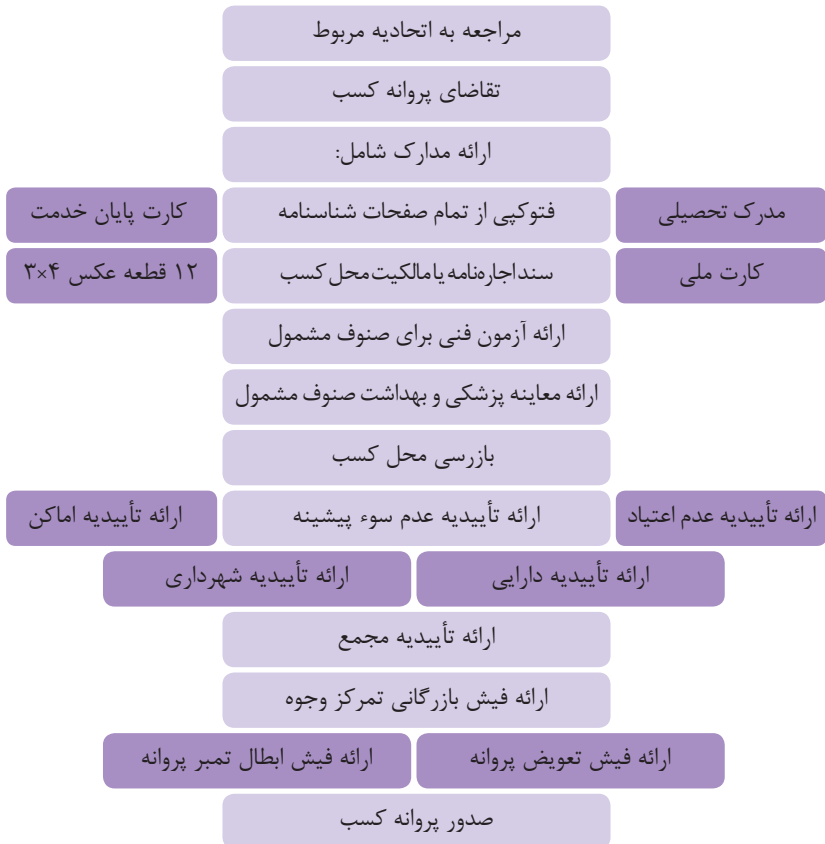 مراجعه به اتحادیه مربوط
تقاضای پروانه کسب
ارائه مدارک شامل:
مدرک تحصیلی
فتوکپی از تمام صفحات شناسنامه
کارت پایان خدمت
کارت ملی
سند اجاره‌نامه یا مالکیت محل کسب
۱۲ قطعه عکس ۴×۳
ارائه آزمون فنی برای صنوف مشمول
ارائه معاینه پزشکی و بهداشت صنوف مشمول
بازرسی محل کسب
ارائه تأییدیه عدم اعتیاد
ارائه تأییدیه عدم سوء پیشینه
ارائه تأییدیه اماکن
ارائه تأییدیه دارایی
ارائه تأییدیه شهرداری
ارائه تأییدیه مجمع
ارائه فیش بازرگانی تمرکز وجوه
ارائه فیش تعویض پروانه
ارائه فیش ابطال تمبر پروانه
صدور پروانه کسب